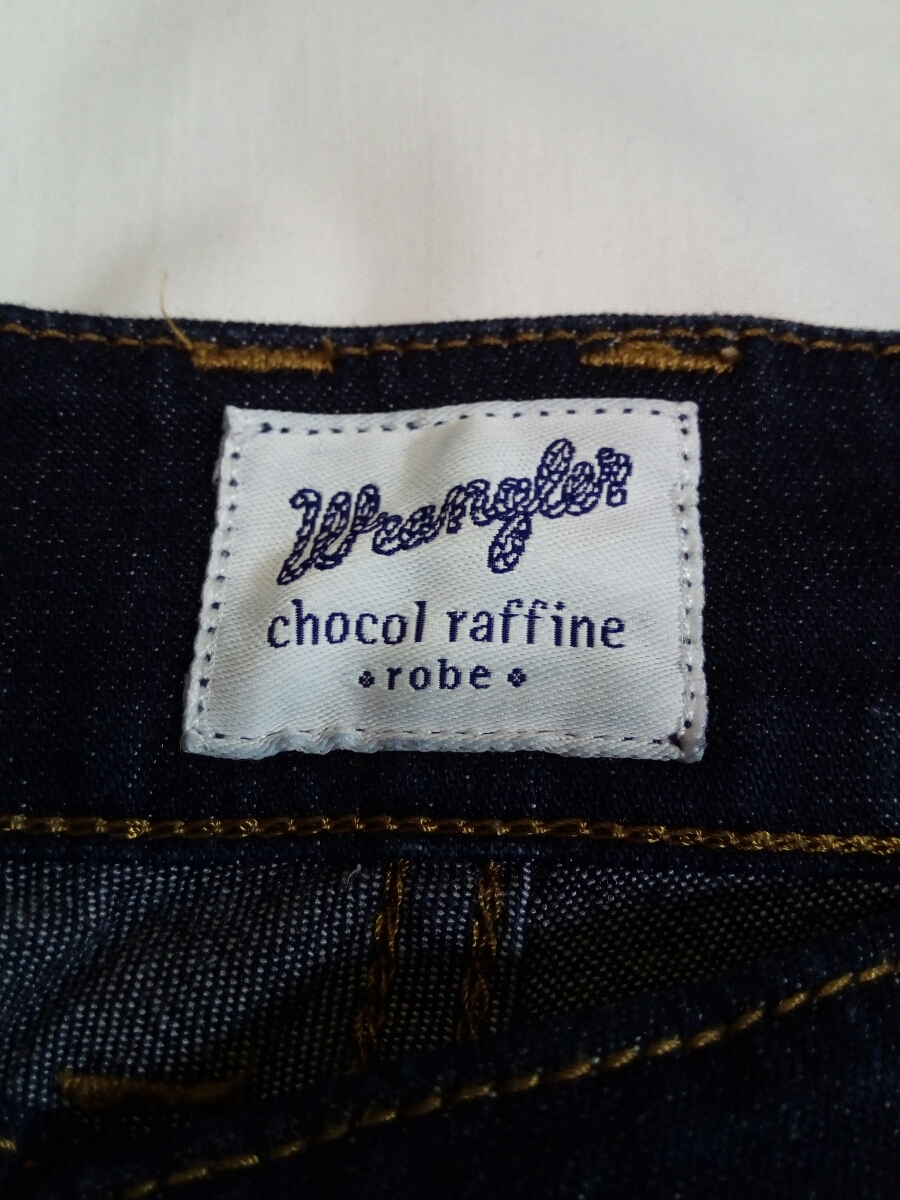 Wrangler
chocol raffine
robe